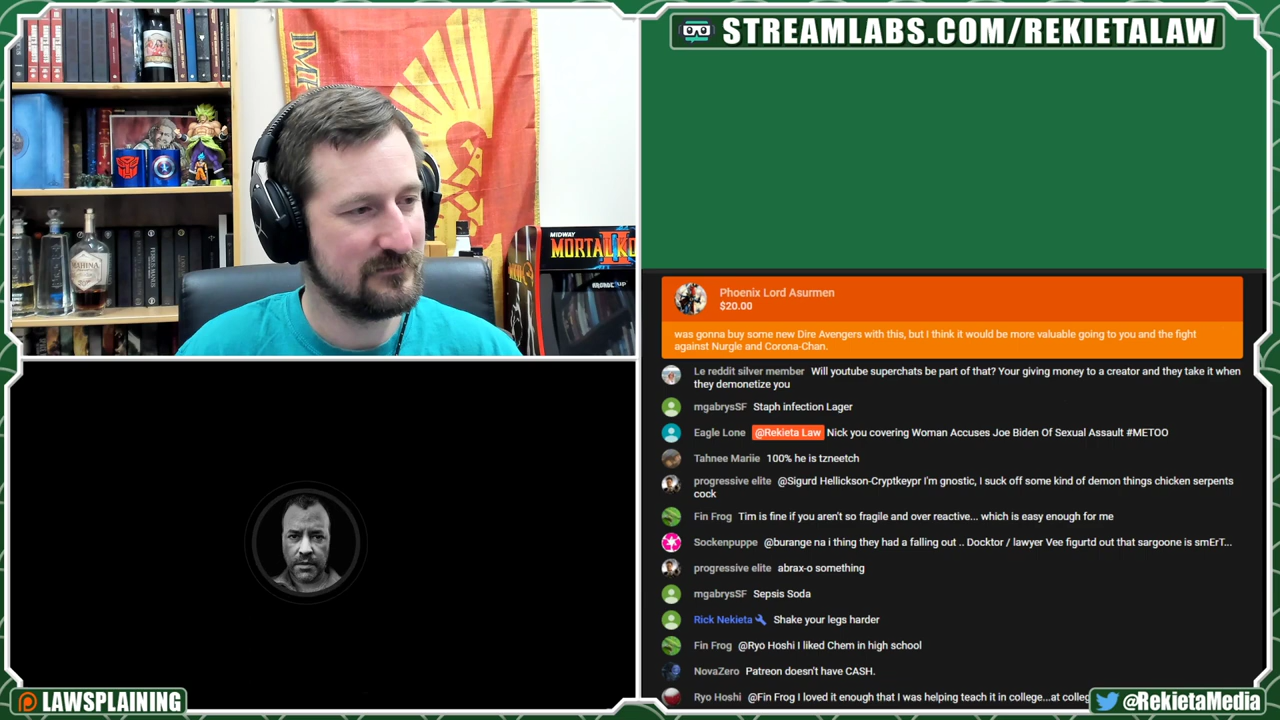 STREAMLABS.COM/REKIETALAW
MIDWAY
MORTAL KO
II
ARCADE1UP
MAHINA
Phoenix Lord Asurmen
$20.00
was gonna buy some new Dire Avengers with this, but I think it would be more valuable going to you and the fight
against Nurgle and Corona-Chan.
Le reddit silver member Will youtube superchats be part of that? Your giving money to a creator and they take it when
they demonetize you
mgabrysSF Staph infection Lager
Eagle Lone @Rekieta Law Nick you covering Woman Accuses Joe Biden Of Sexual Assault #METOO
Tahnee Mariie 100% he is tzneetch
progressive elite @Sigurd Hellickson-Cryptkeypr I'm gnostic, I suck off some kind of demon things chicken serpents
cock
Fin Frog Tim is fine if you aren't so fragile and over reactive... which is easy enough for me
Sockenpuppe @burange na i thing they had a falling out .. Docktor / lawyer Vee figurtd out that sargoone is smErT...
progressive elite abrax-o something
mgabrysSF Sepsis Soda
Rick Nekieta Shake your legs harder
Fin Frog @Ryo Hoshi I liked Chem in high school
NovaZero Patreon doesn't have CASH.
Ryo Hoshi @Fin Frog I loved it enough that I was helping teach it in college...at colleg
LAWSPLAINING
@RekietaMedia